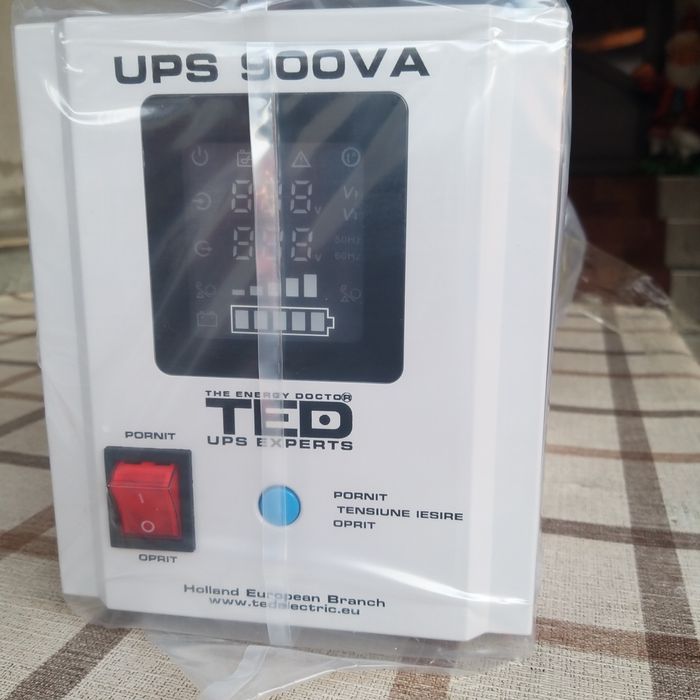 UPS 900VA
THE ENERGY DOCTOR
TED
UPS EXPERTS
PORNIT
OPRIT
PORNIT
TENSIUNE IESIRE
OPRIT
Holland European Branch
www.tedelectric.eu